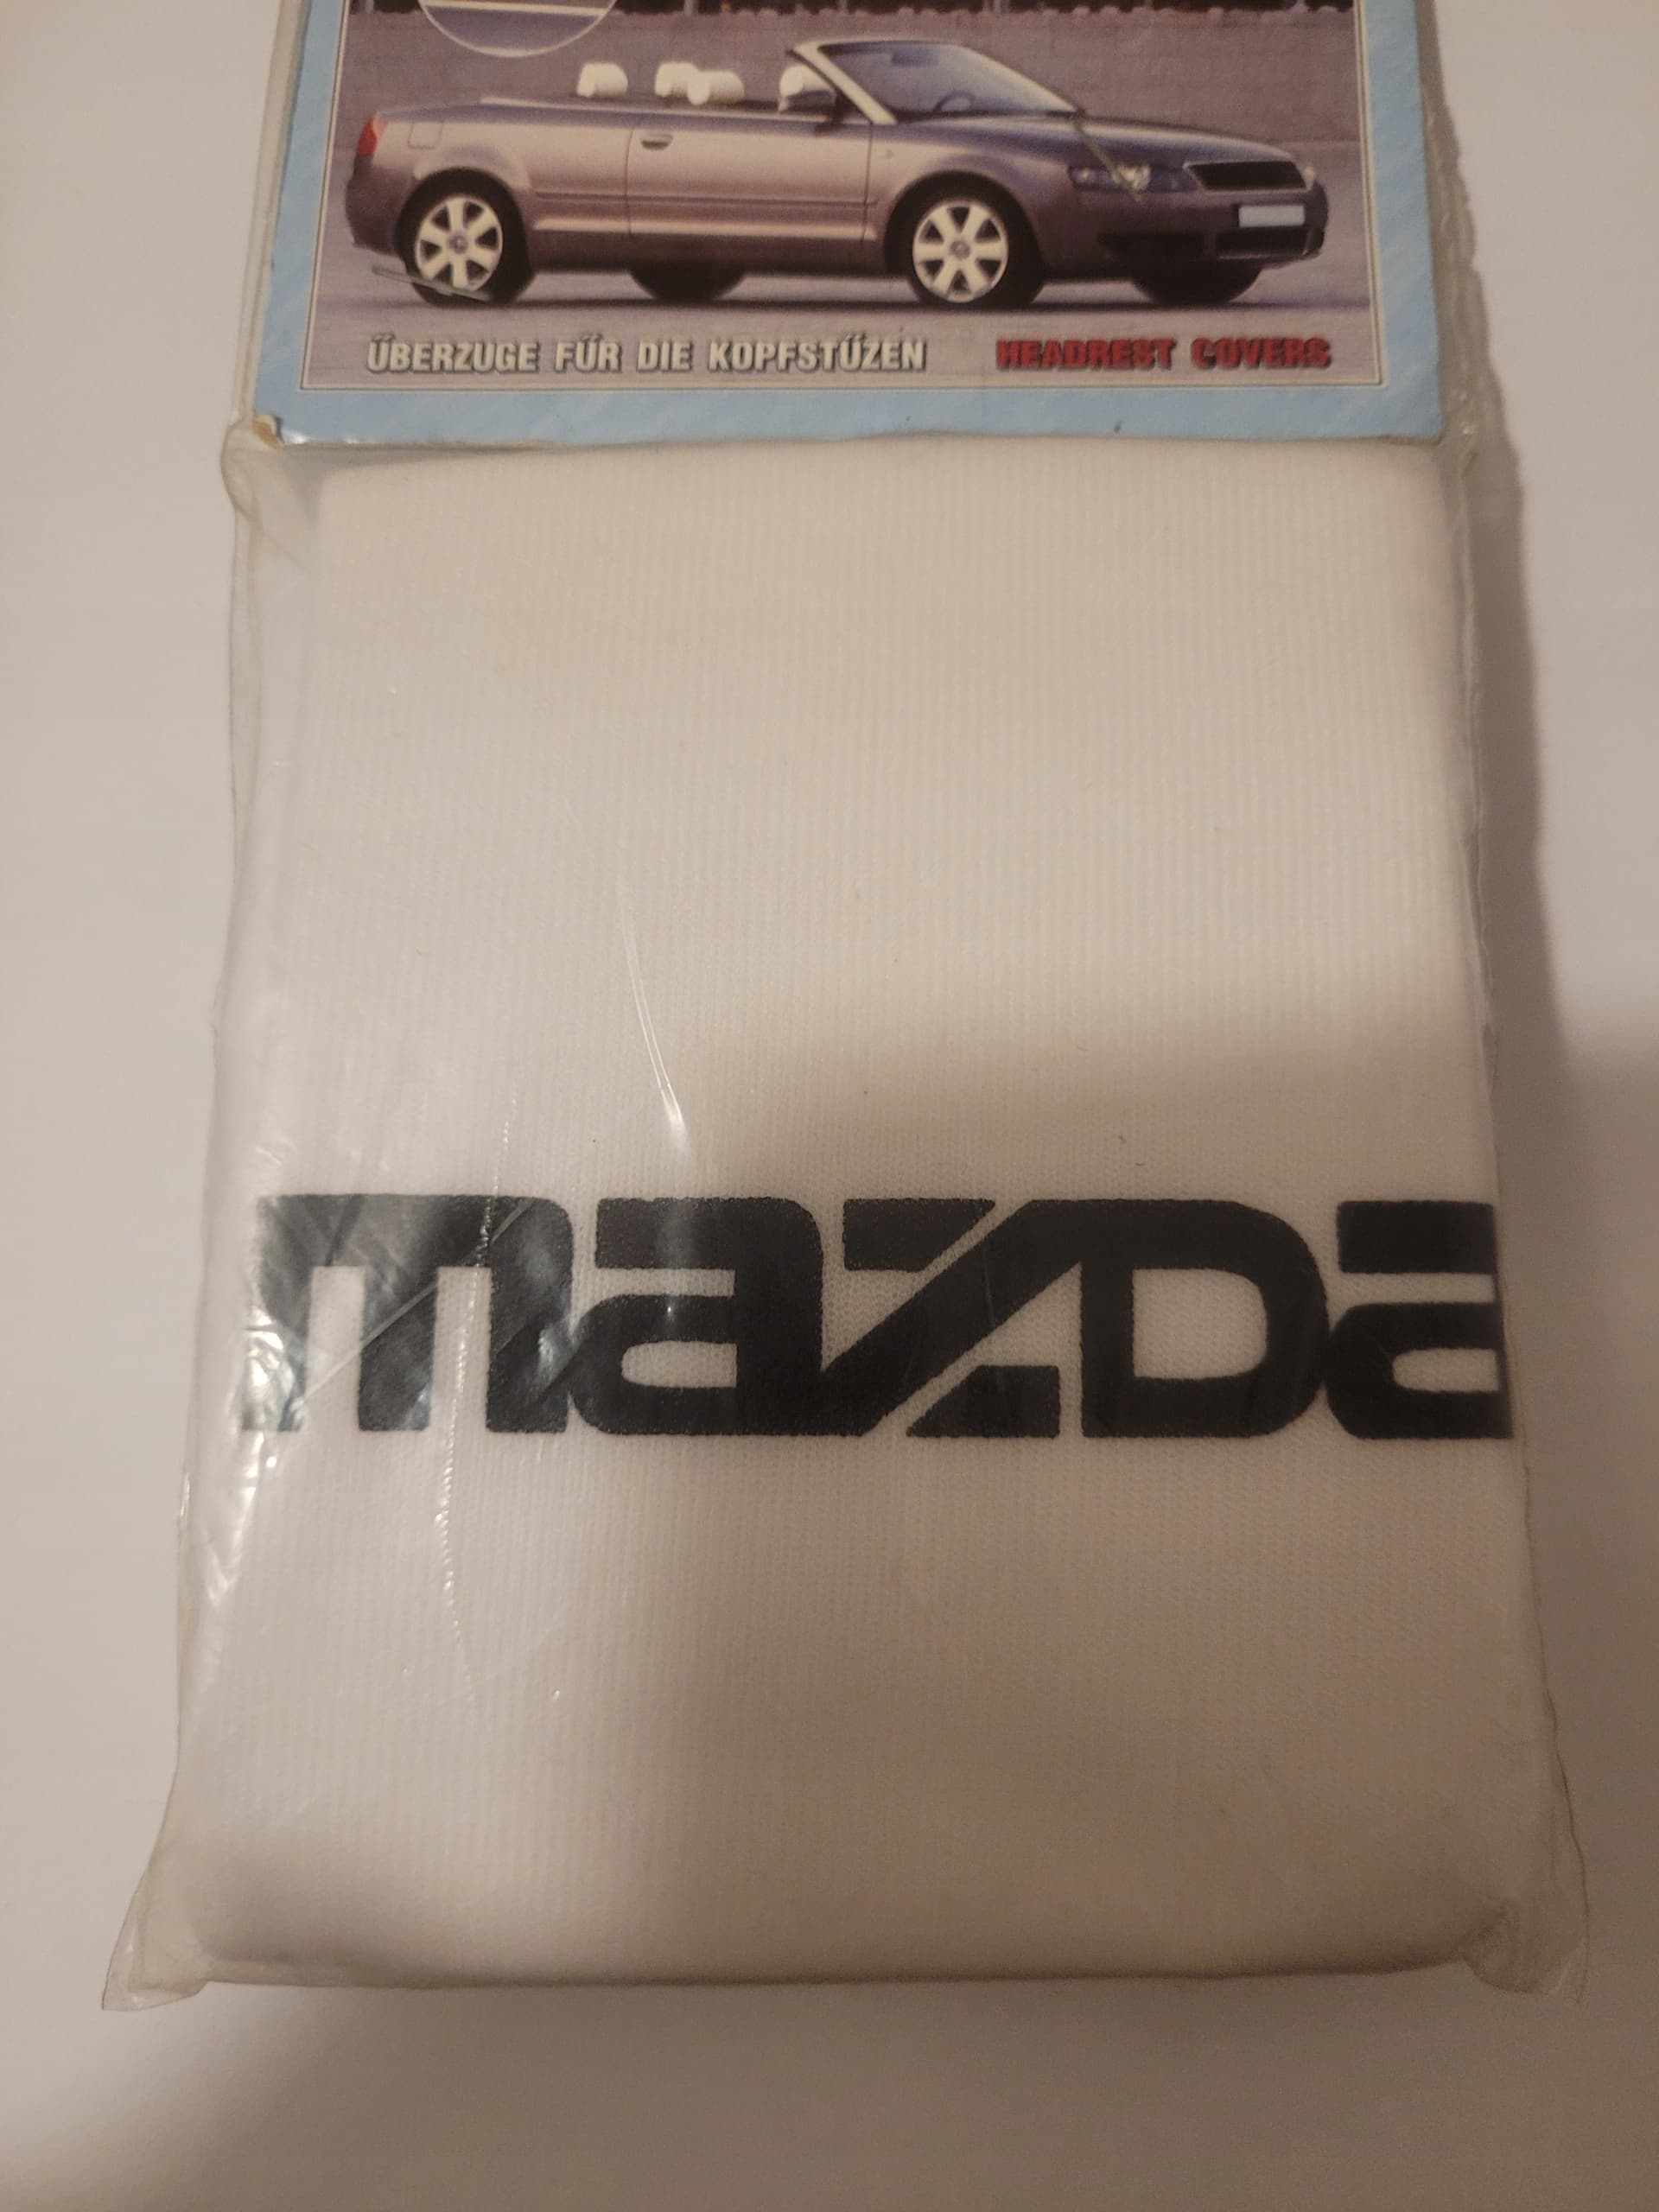 ÜBERZUGE FÜR DIE KOPFSTÜZEN HEADREST COVERS
mazda